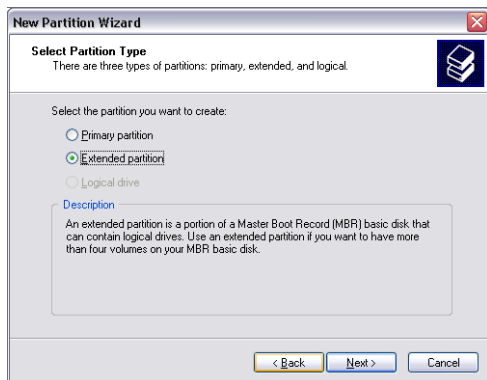 New Partition Wizard
Select Partition Type
There are three types of partitions: primary, extended, and logical.
Select the partition you want to create:
Primary partition
Extended partition
Logical drive
Description
An extended partition is a portion of a Master Boot Record (MBR) basic disk that
can contain logical drives. Use an extended partition if you want to have more
than four volumes on your MBR basic disk.
< Back
Next >
Cancel